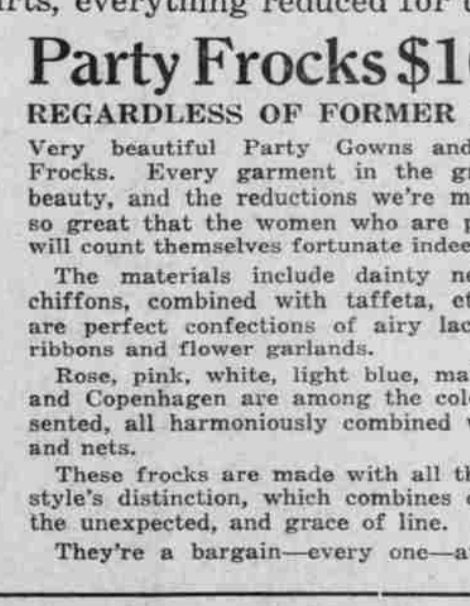 rts, everything reduced for
Party Frocks $1
REGARDLESS OF FORMER
Very beautiful Party Gowns and
Frocks. Every garment in the
beauty, and the reductions we're
so great that the women who are
will count themselves fortunate
The materials include dainty
chiffons, combined with taffeta,
are perfect confections of airy
ribbons and flower garlands.
Rose, pink, white, light blue,
and Copenhagen are among the
sented, all harmoniously combined
and nets.
These frocks are made with all
style's distinction, which combines
the unexpected, and grace of line.
They're a bargain—every one—